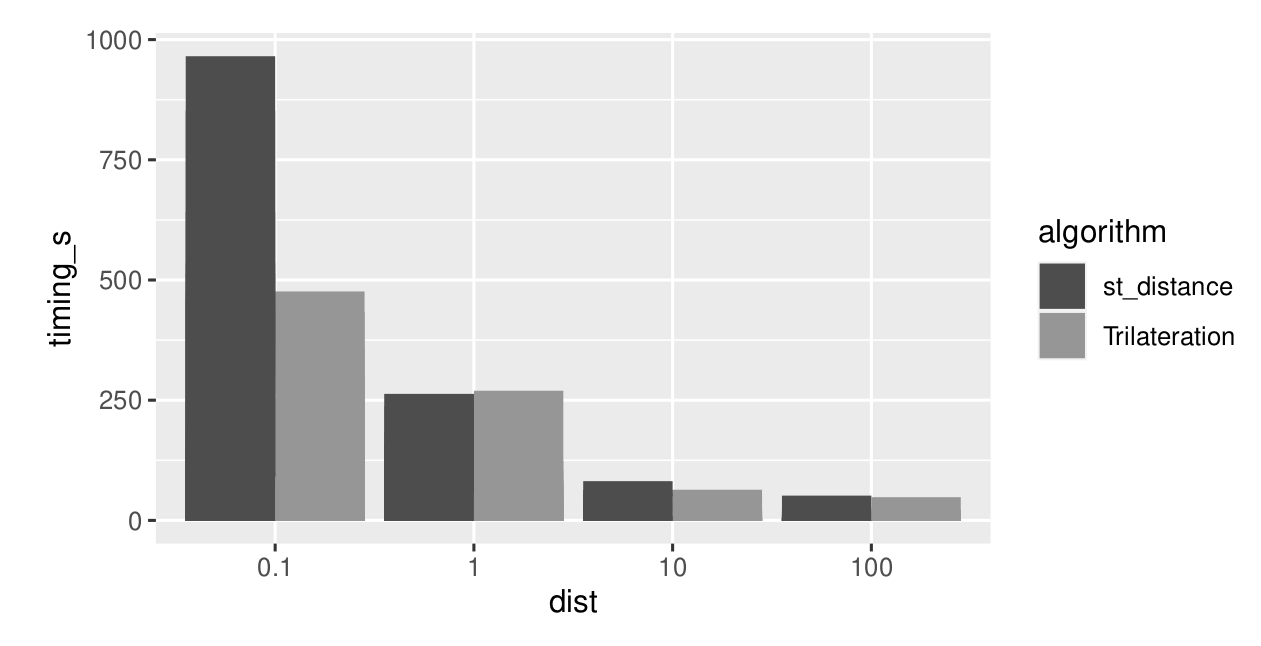 1000
750
500
250
0
timing_s
0.1 1 10 100
dist
algorithm
st_distance
Trilateration